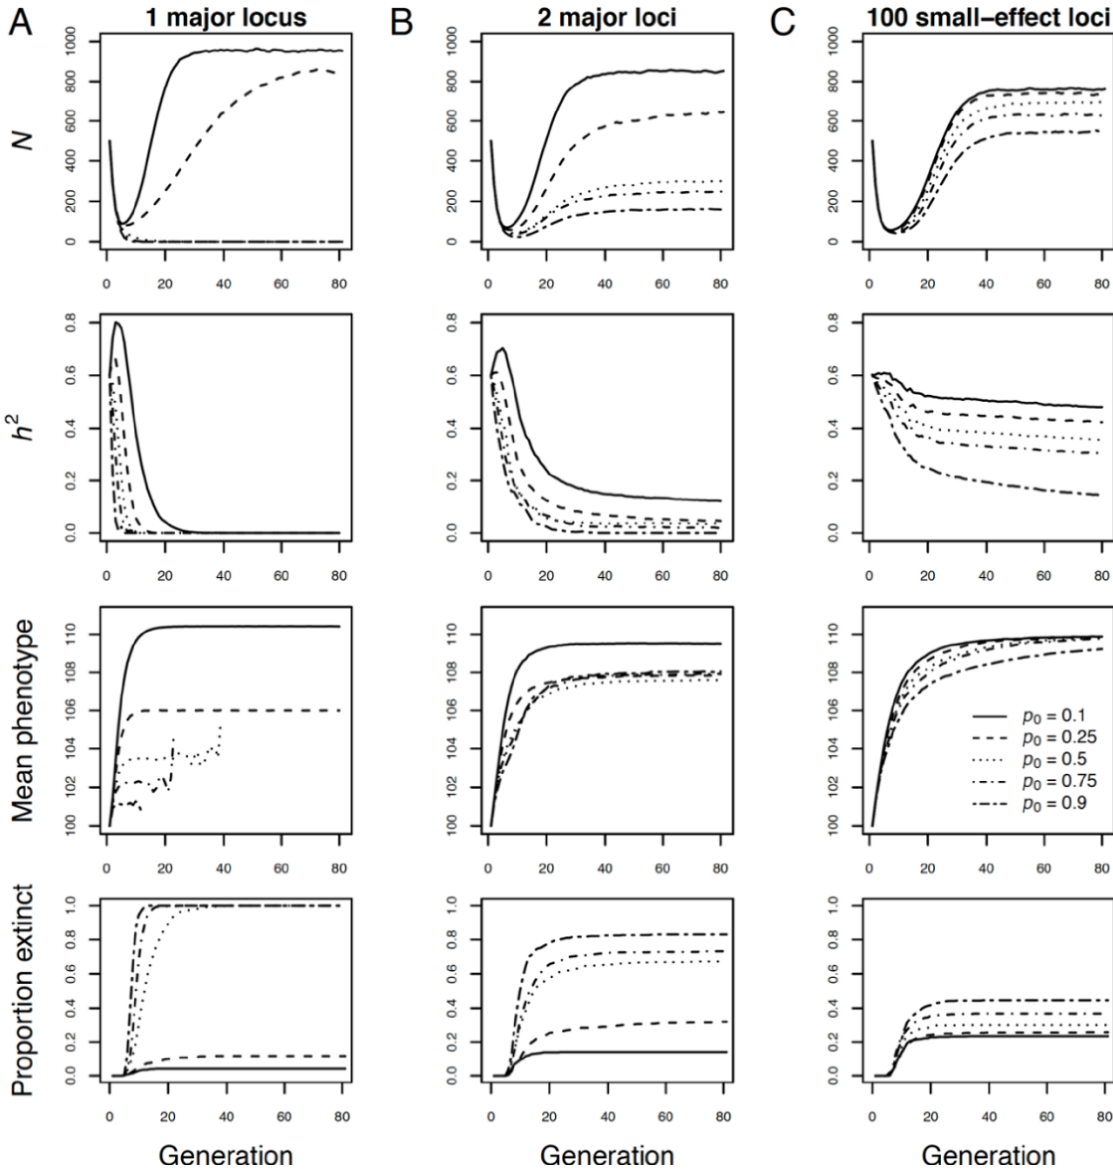 A 1 major locus B 2 major loci C 100 small-effect loci
N
0 200 400 600 800 1000
0 20 40 60 80
0 200 400 600 800 1000
0 20 40 60 80
0 200 400 600 800 1000
0 20 40 60 80
h²
0.0 0.2 0.4 0.6 0.8
0 20 40 60 80
0.0 0.2 0.4 0.6 0.8
0 20 40 60 80
0.0 0.2 0.4 0.6 0.8
0 20 40 60 80
Mean phenotype
100 102 104 106 108 110
0 20 40 60 80
100 102 104 106 108 110
0 20 40 60 80
100 102 104 106 108 110
p₀ = 0.1
p₀ = 0.25
p₀ = 0.5
p₀ = 0.75
p₀ = 0.9
0 20 40 60 80
Proportion extinct
0.0 0.2 0.4 0.6 0.8 1.0
0 20 40 60 80
0.0 0.2 0.4 0.6 0.8 1.0
0 20 40 60 80
0.0 0.2 0.4 0.6 0.8 1.0
0 20 40 60 80
Generation Generation Generation